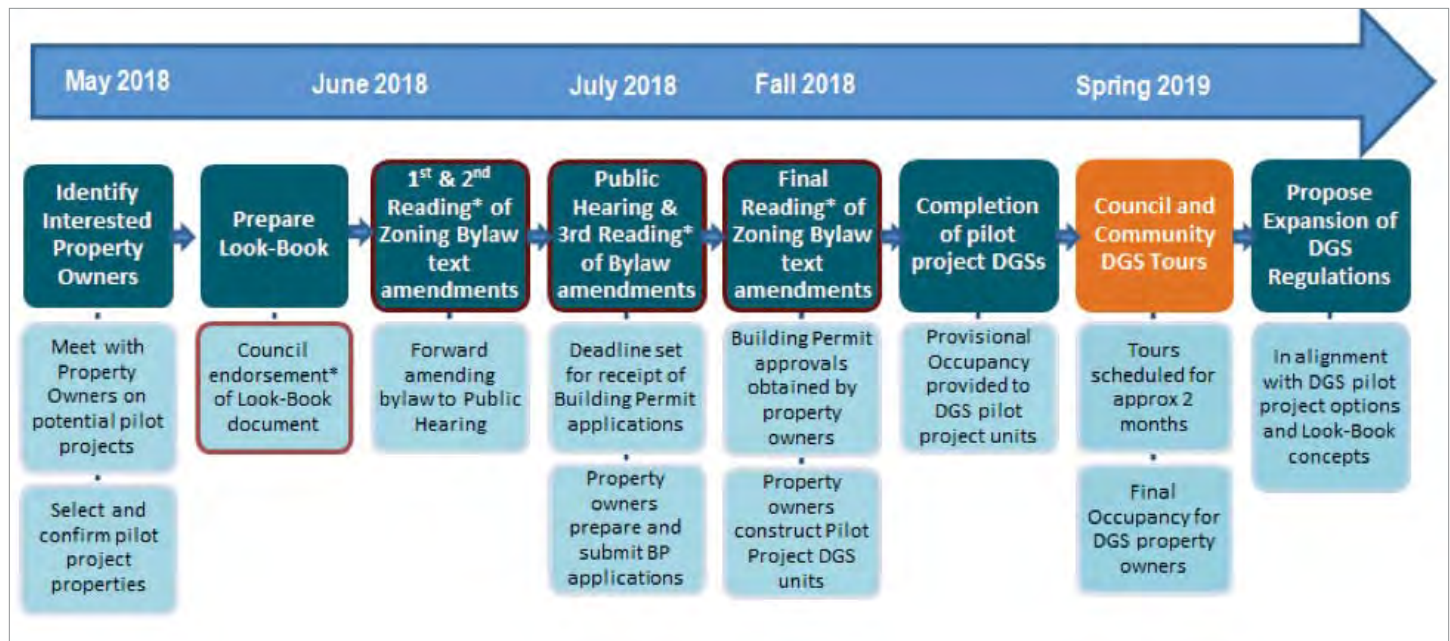 May 2018
June 2018
July 2018
Fall 2018
Spring 2019
Identify
Interested
Property
Owners
Meet with
Property
Owners on
potential pilot
projects
Select and
confirm pilot
project
properties
Prepare
Look-Book
Council
endorsement*
of Look-Book
document
1st & 2nd
Reading* of
Zoning Bylaw
text
amendments
Forward
amending
bylaw to Public
Hearing
Public
Hearing &
3rd Reading*
of Bylaw
amendments
Deadline set
for receipt of
Building Permit
applications
Property
owners
prepare and
submit BP
applications
Final
Reading* of
Zoning Bylaw
text
amendments
Building Permit
approvals
obtained by
property
owners
Property
owners
construct Pilot
Project DGS
units
Completion
of pilot
project DGSs
Provisional
Occupancy
provided to
DGS pilot
project units
Council and
Community
DGS Tours
Tours
scheduled for
approx 2
months
Final
Occupancy for
DGS property
owners
Propose
Expansion of
DGS
Regulations
In alignment
with DGS pilot
project options
and Look-Book
concepts